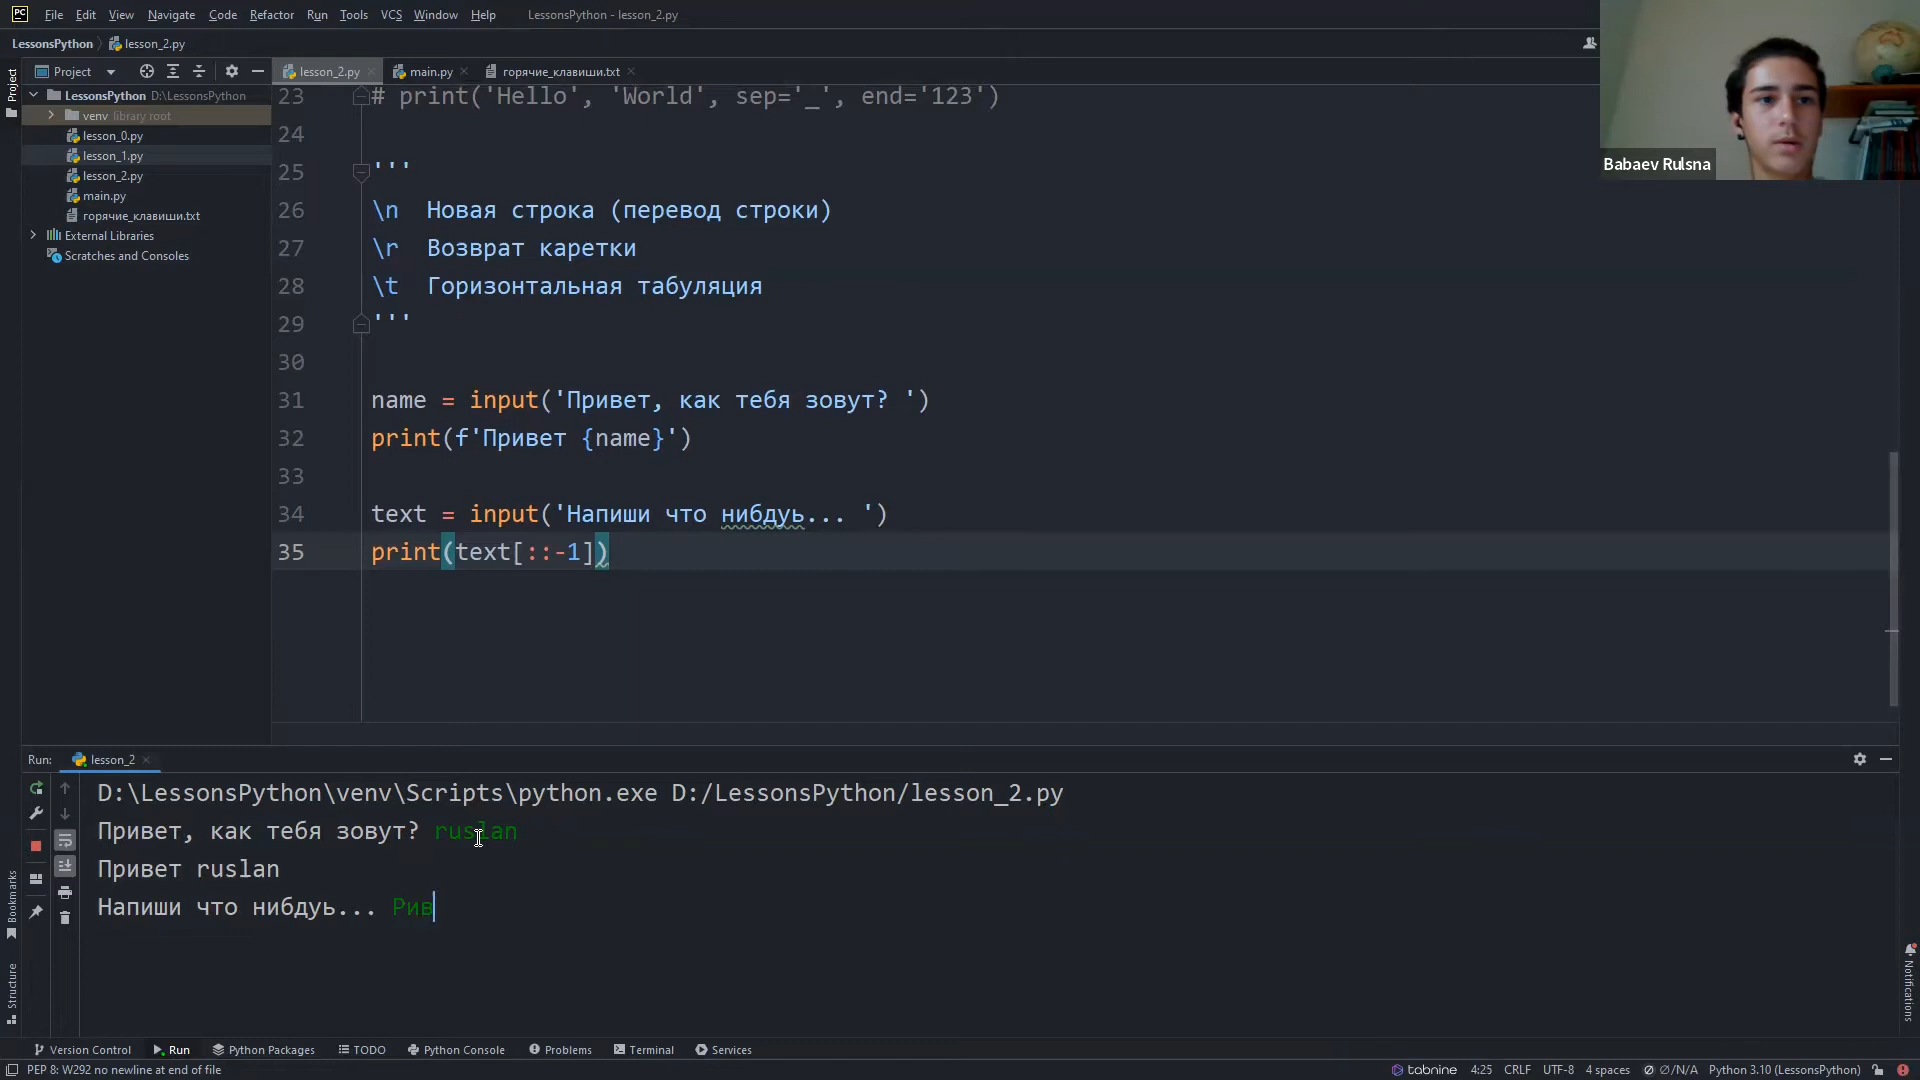 PC File Edit View Navigate Code Refactor Run Tools VCS Window Help LessonsPython - lesson_2.py
LessonsPython lesson_2.py
Project
Project
lesson_2.py main.py горячие_клавиши.txt
LessonsPython D:\LessonsPython
venv library root
lesson_0.py
lesson_1.py
lesson_2.py
main.py
горячие_клавиши.txt
External Libraries
Scratches and Consoles
Babaev Rulsna
23 # print('Hello', 'World', sep='_', end='123')
24
25 '''
26 \n Новая строка (перевод строки)
27 \r Возврат каретки
28 \t Горизонтальная табуляция
29 '''
30
31 name = input('Привет, как тебя зовут? ')
32 print(f'Привет {name}')
33
34 text = input('Напиши что нибдуь... ')
35 print(text[::-1])
Run: lesson_2
D:\LessonsPython\venv\Scripts\python.exe D:/LessonsPython/lesson_2.py
Привет, как тебя зовут? ruslan
Привет ruslan
Напиши что нибдуь... Рив
Bookmarks
Structure
Notifications
Version Control Run Python Packages TODO Python Console Problems Terminal Services
PEP 8: W292 no newline at end of file tabnine 4:25 CRLF UTF-8 4 spaces ∅/N/A Python 3.10 (LessonsPython)